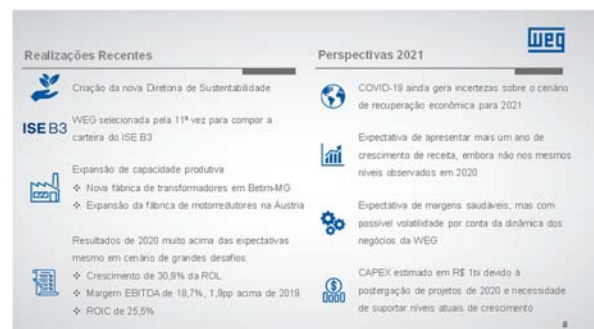 WEG
Realizações Recentes
Criação da nova Diretoria de Sustentabilidade
ISE B3
WEG selecionada pela 11ª vez para compor a
carteira do ISE B3
Expansão de capacidade produtiva
❖ Nova fábrica de transformadores em Betim-MG
❖ Expansão da fábrica de motorredutores na Áustria
Resultados de 2020 muito acima das expectativas
mesmo em cenário de grandes desafios:
❖ Crescimento de 30,9% da ROL
❖ Margem EBITDA de 18,7%, 1,9pp acima de 2019
❖ ROIC de 25,5%
Perspectivas 2021
COVID-19 ainda gera incertezas sobre o cenário
de recuperação econômica para 2021
Expectativa de apresentar mais um ano de
crescimento de receita, embora não nos mesmos
níveis observados em 2020
Expectativa de margens saudáveis, mas com
possível volatilidade por conta da dinâmica dos
negócios da WEG
CAPEX estimado em R$ 1bi devido à
postergação de projetos de 2020 e necessidade
de suportar níveis atuais de crescimento
8